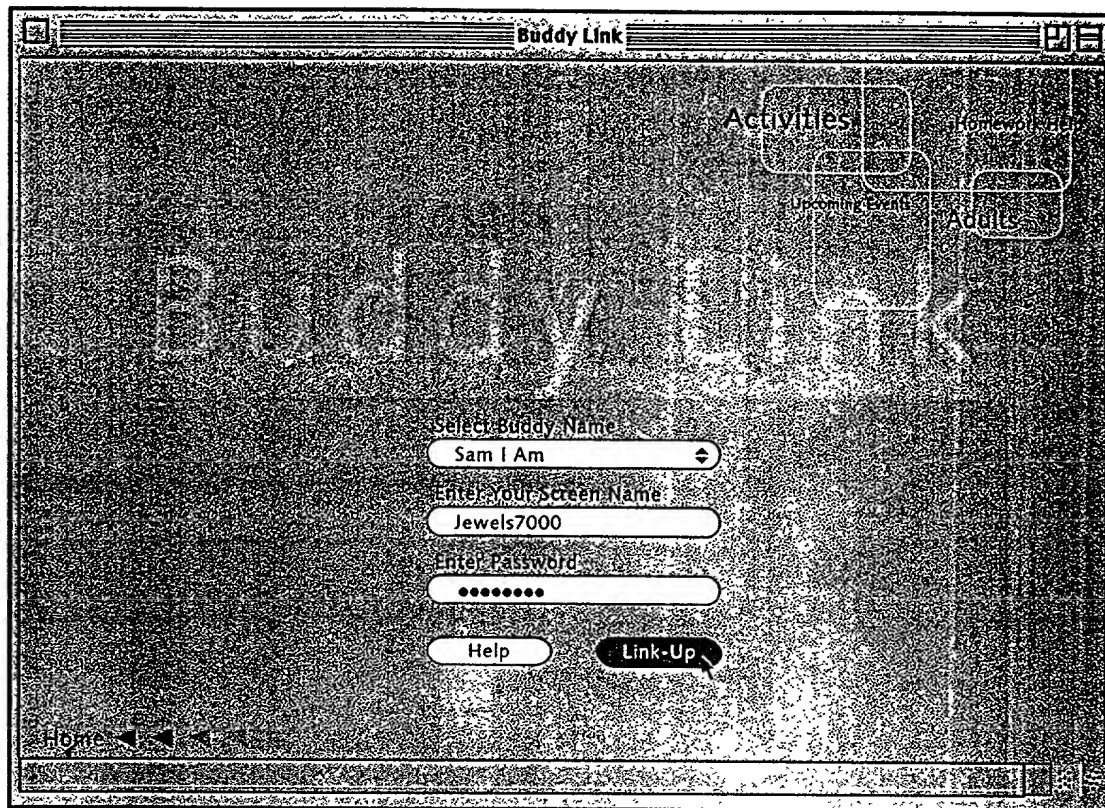 Buddy Link
Activities
Homework
Upcoming Events
Adults
Buddy Link
Select Buddy Name
Sam I Am
Enter Your Screen Name
Jewels7000
Enter Password
••••••••
Help
Link-Up
Home